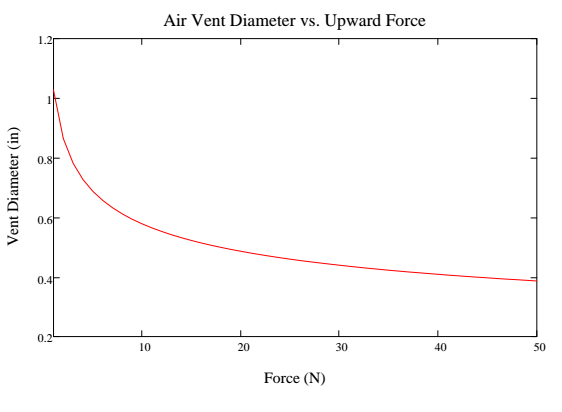 Air Vent Diameter vs. Upward Force
1.2
1
0.8
0.6
0.4
0.2
Vent Diameter (in)
10 20 30 40 50
Force (N)